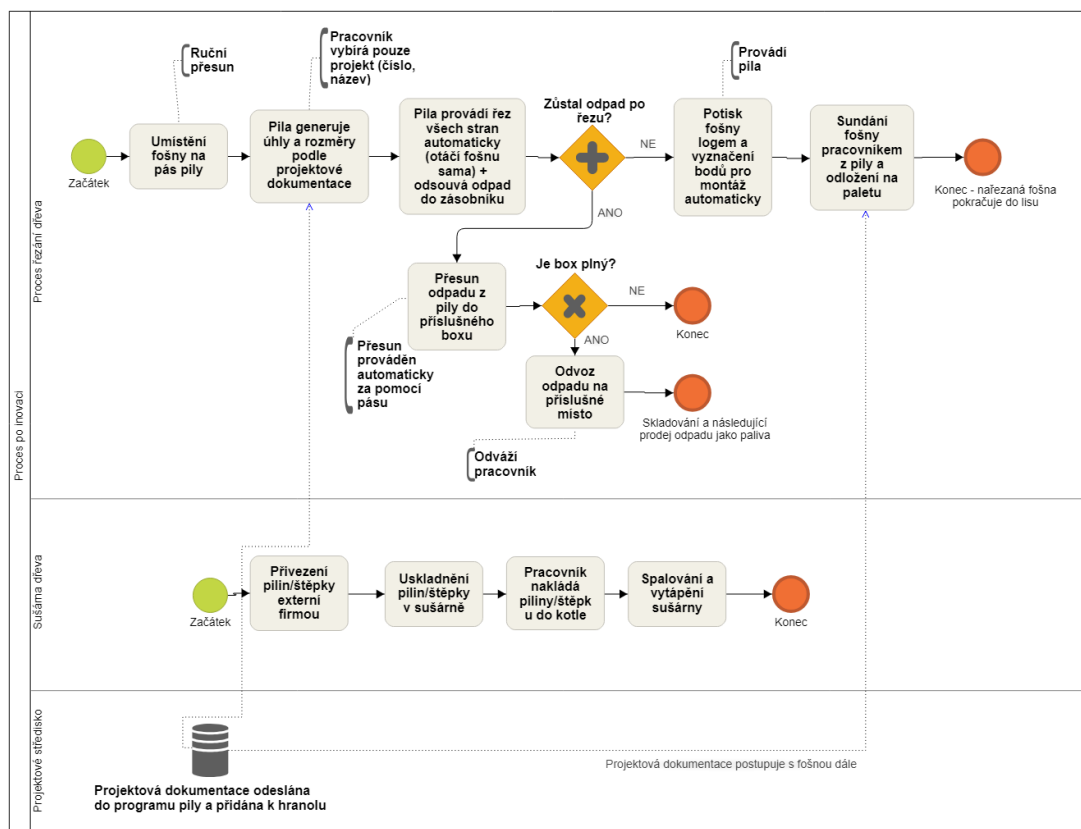 Proces po inovaci
Proces řezání dřeva
Ruční
přesun
Pracovník
vybírá pouze
projekt (číslo,
název)
Provádí
pila
Začátek
Umístění
fošny na
pás pily
Pila generuje
úhly a rozměry
podle
projektové
dokumentace
Pila provádí řez
všech stran
automaticky
(otáčí fošnu
sama) +
odsouvá odpad
do zásobníku
Zůstal odpad po
řezu?
NE
ANO
Potisk
fošny
logem a
vyznačení
bodů pro
montáž
automaticky
Sundání
fošny
pracovníkem
z pily a
odložení na
paletu
Konec - nařezaná fošna
pokračuje do lisu
Přesun
odpadu z
pily do
příslušného
boxu
Je box plný?
NE
Konec
ANO
Přesun
prováděn
automaticky
za pomocí
pásu
Odvoz
odpadu na
příslušné
místo
Skladování a následující
prodej odpadu jako paliva
Odváží
pracovník
Sušárna dřeva
Začátek
Přivezení
pilin/štěpky
externí
firmou
Uskladnění
pilin/štěpky
v sušárně
Pracovník
nakládá
piliny/štěpk
u do kotle
Spalování a
vytápění
sušárny
Konec
Projektové středisko
Projektová dokumentace postupuje s fošnou dále
Projektová dokumentace odeslána
do programu pily a přidána k hranolu